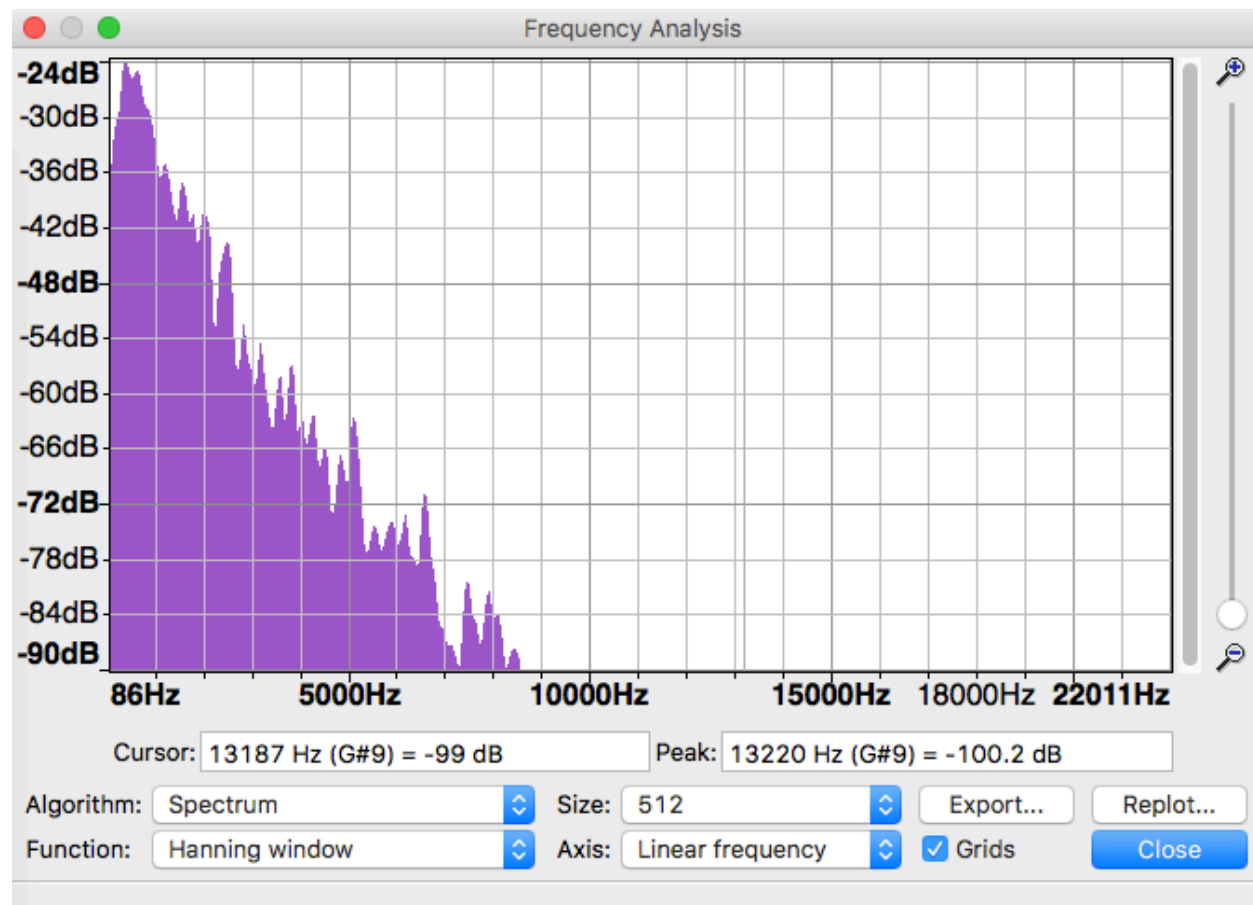 Frequency Analysis
-24dB
-30dB
-36dB
-42dB
-48dB
-54dB
-60dB
-66dB
-72dB
-78dB
-84dB
-90dB
86Hz 5000Hz 10000Hz 15000Hz 18000Hz 22011Hz
Cursor: 13187 Hz (G#9) = -99 dB Peak: 13220 Hz (G#9) = -100.2 dB
Algorithm: Spectrum Size: 512 Export... Replot...
Function: Hanning window Axis: Linear frequency Grids Close